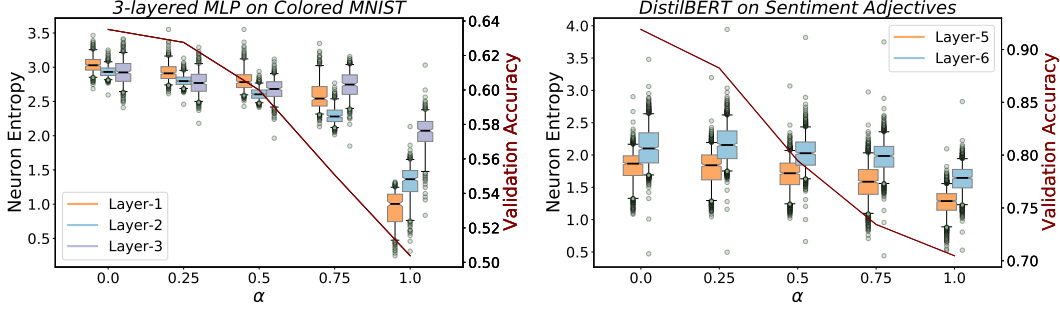 3-layered MLP on Colored MNIST
Neuron Entropy
3.5
3.0
2.5
2.0
1.5
1.0
0.5
Layer-1
Layer-2
Layer-3
0.0 0.25 0.5 0.75 1.0
α
0.64
0.62
0.60
0.58
0.56
0.54
0.52
0.50
Validation Accuracy
DistilBERT on Sentiment Adjectives
Neuron Entropy
4.0
3.5
3.0
2.5
2.0
1.5
1.0
0.5
Layer-5
Layer-6
0.0 0.25 0.5 0.75 1.0
α
0.90
0.85
0.80
0.75
0.70
Validation Accuracy